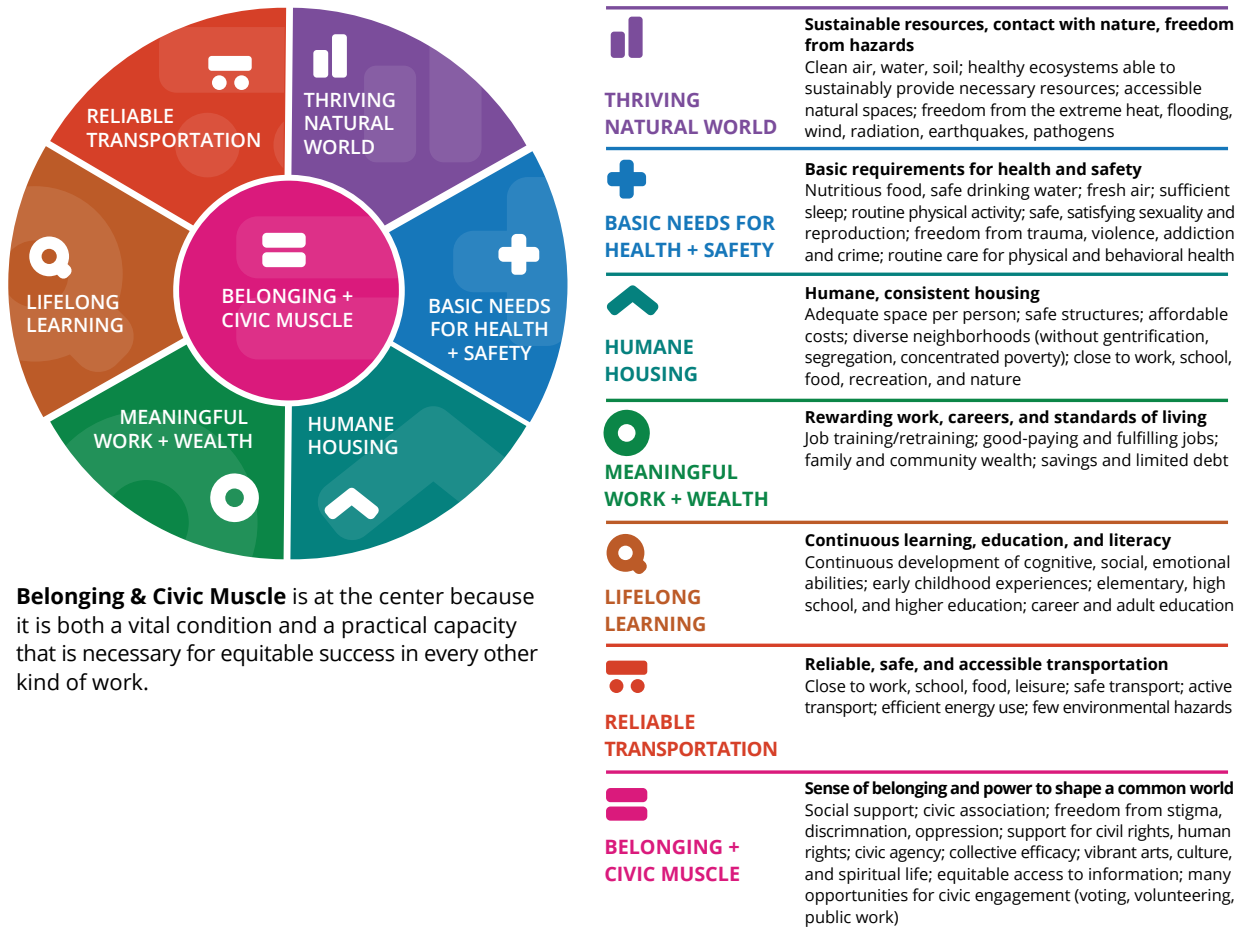 RELIABLE
TRANSPORTATION
THRIVING
NATURAL
WORLD
LIFELONG
LEARNING
BELONGING +
CIVIC MUSCLE
BASIC NEEDS
FOR HEALTH
+ SAFETY
MEANINGFUL
WORK + WEALTH
HUMANE
HOUSING
Belonging & Civic Muscle is at the center because
it is both a vital condition and a practical capacity
that is necessary for equitable success in every other
kind of work.
THRIVING
NATURAL WORLD
Sustainable resources, contact with nature, freedom
from hazards
Clean air, water, soil; healthy ecosystems able to
sustainably provide necessary resources; accessible
natural spaces; freedom from the extreme heat, flooding,
wind, radiation, earthquakes, pathogens
BASIC NEEDS FOR
HEALTH + SAFETY
Basic requirements for health and safety
Nutritious food, safe drinking water; fresh air; sufficient
sleep; routine physical activity; safe, satisfying sexuality and
reproduction; freedom from trauma, violence, addiction
and crime; routine care for physical and behavioral health
HUMANE
HOUSING
Humane, consistent housing
Adequate space per person; safe structures; affordable
costs; diverse neighborhoods (without gentrification,
segregation, concentrated poverty); close to work, school,
food, recreation, and nature
MEANINGFUL
WORK + WEALTH
Rewarding work, careers, and standards of living
Job training/retraining; good-paying and fulfilling jobs;
family and community wealth; savings and limited debt
LIFELONG
LEARNING
Continuous learning, education, and literacy
Continuous development of cognitive, social, emotional
abilities; early childhood experiences; elementary, high
school, and higher education; career and adult education
RELIABLE
TRANSPORTATION
Reliable, safe, and accessible transportation
Close to work, school, food, leisure; safe transport; active
transport; efficient energy use; few environmental hazards
BELONGING +
CIVIC MUSCLE
Sense of belonging and power to shape a common world
Social support; civic association; freedom from stigma,
discrimnation, oppression; support for civil rights, human
rights; civic agency; collective efficacy; vibrant arts, culture,
and spiritual life; equitable access to information; many
opportunities for civic engagement (voting, volunteering,
public work)